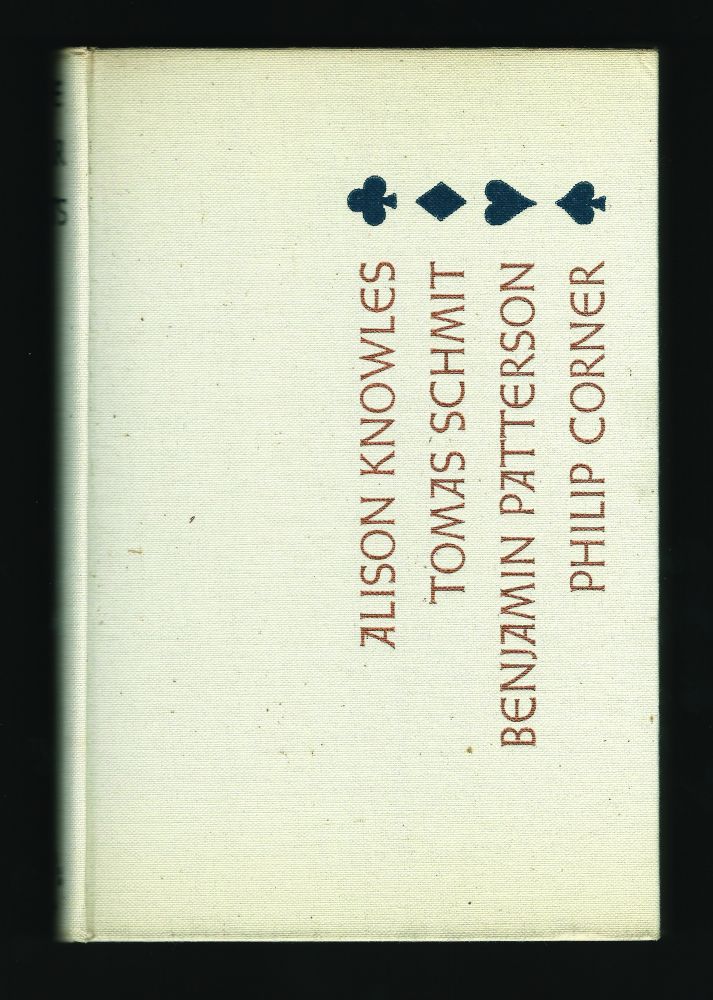 ALISON KNOWLES ♣
TOMAS SCHMIT ♦
BENJAMIN PATTERSON ♥
PHILIP CORNER ♠